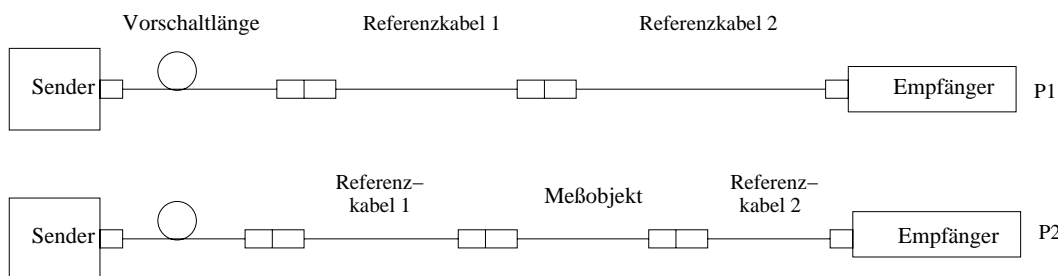 Vorschaltlänge Referenzkabel 1 Referenzkabel 2
Sender Empfänger P1
Referenz–
kabel 1
Meßobjekt
Referenz–
kabel 2
Sender Empfänger P2